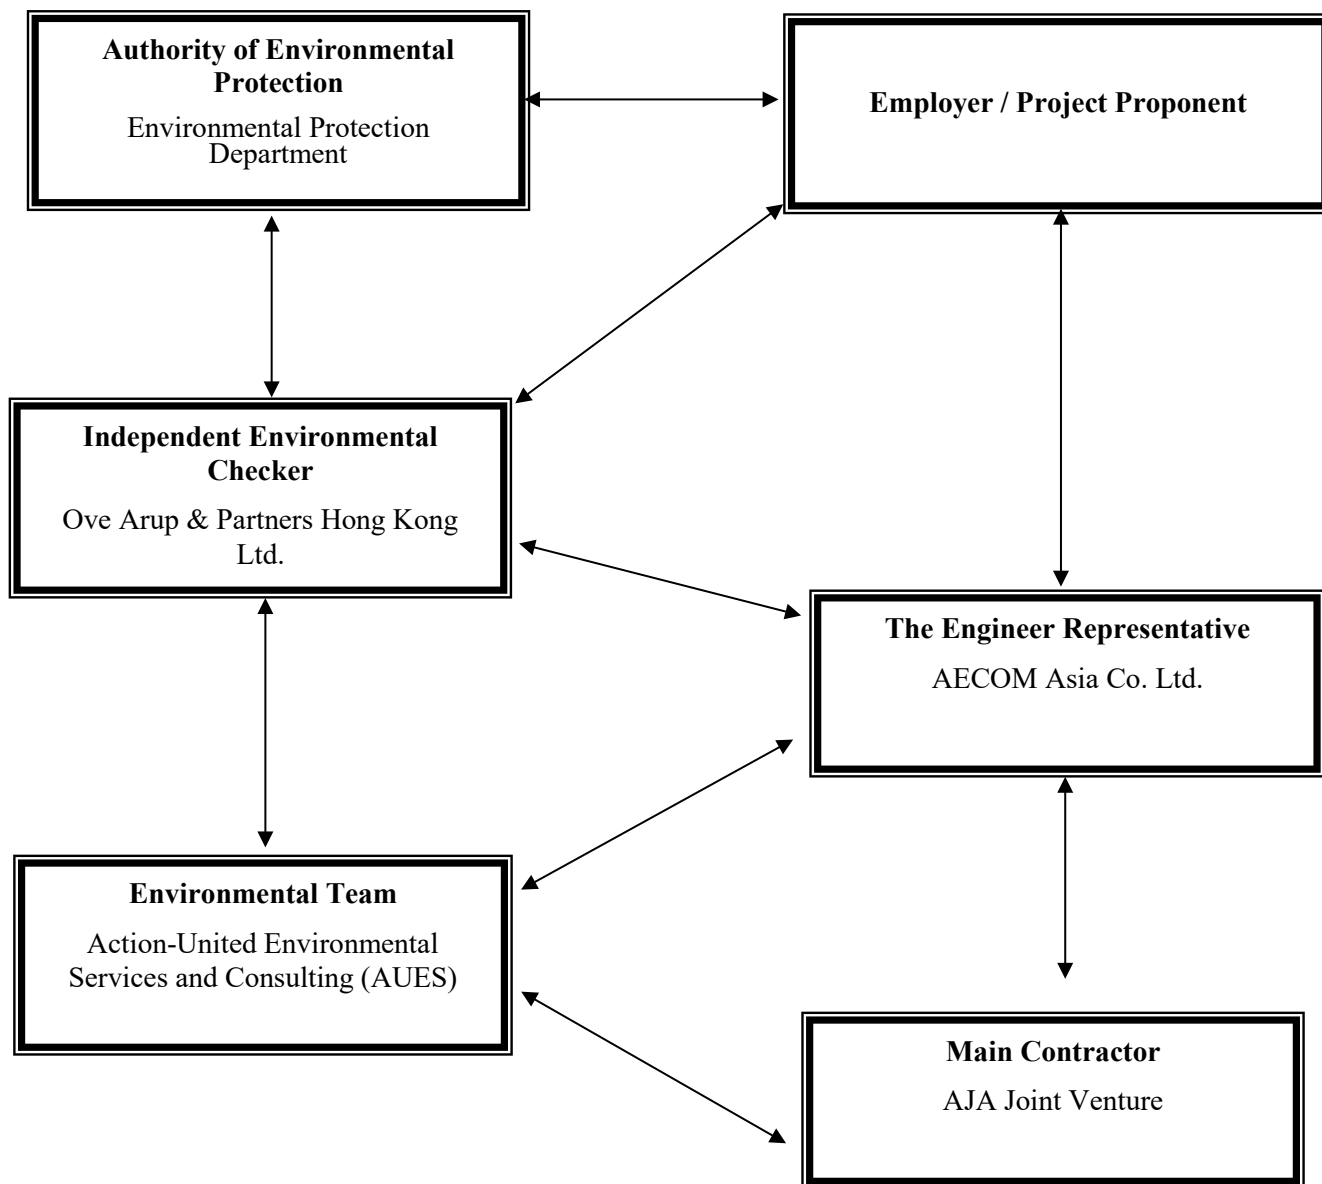 Authority of Environmental
Protection
Environmental Protection
Department
Employer / Project Proponent
Independent Environmental
Checker
Ove Arup & Partners Hong Kong
Ltd.
The Engineer Representative
AECOM Asia Co. Ltd.
Environmental Team
Action-United Environmental
Services and Consulting (AUES)
Main Contractor
AJA Joint Venture